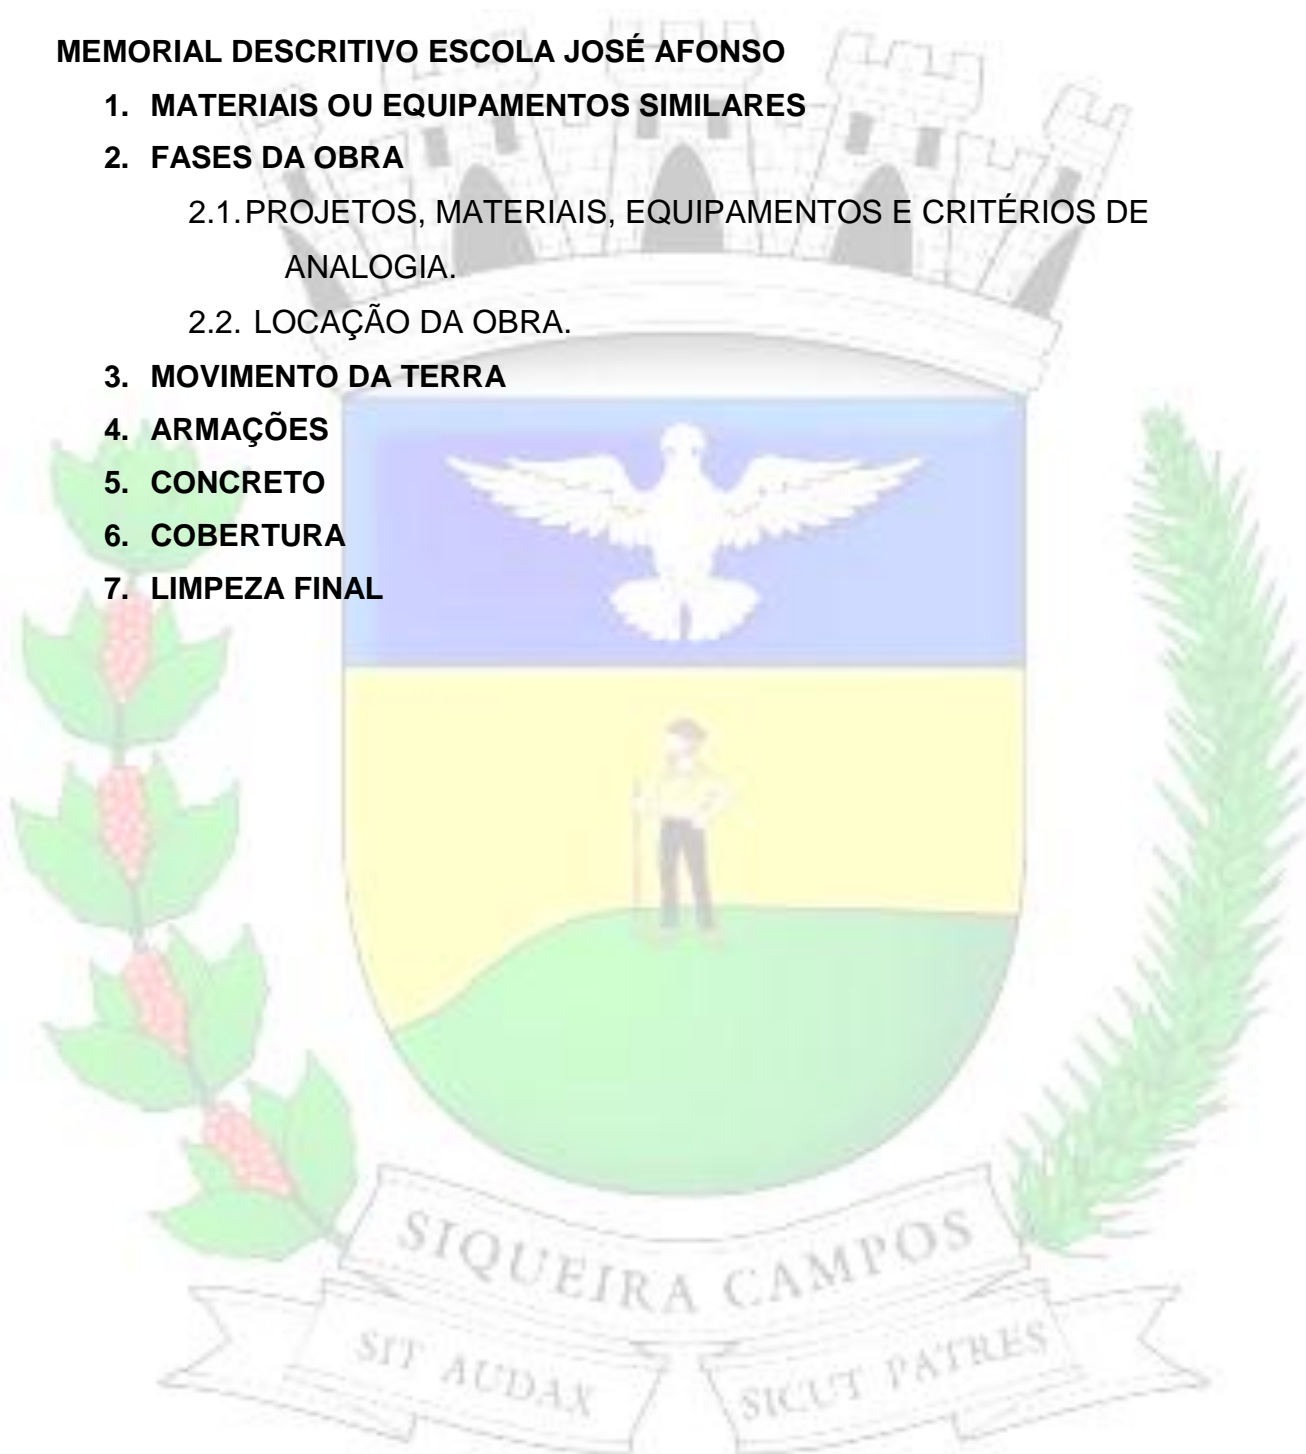 MEMORIAL DESCRITIVO ESCOLA JOSÉ AFONSO
1. MATERIAIS OU EQUIPAMENTOS SIMILARES
2. FASES DA OBRA
2.1.PROJETOS, MATERIAIS, EQUIPAMENTOS E CRITÉRIOS DE
ANALOGIA.
2.2. LOCAÇÃO DA OBRA.
3. MOVIMENTO DA TERRA
4. ARMAÇÕES
5. CONCRETO
6. COBERTURA
7. LIMPEZA FINAL
SIQUEIRA CAMPOS
SIT AUDAX SICUT PATRES